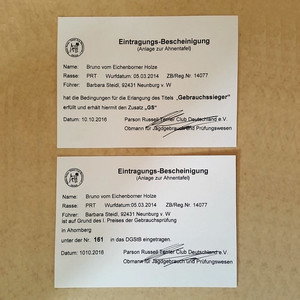 Eintragungs-Bescheinigung
(Anlage zur Ahnentafel)
Name: Bruno vom Eichenborner Holze
Rasse: PRT Wurfdatum: 05.03.2014 ZB/Reg.Nr. 14077
Führer: Barbara Steidl, 92431 Neunburg v. W
hat die Bedingungen für die Erlangung des Titels „Gebrauchssieger"
erfüllt und erhält hiermit den Zusatz „GS"
Datum: 10.10.2016 Parson Russell Terrier Club Deutschland e.V.
Obmann für Jagdgebrauch und Prüfungswesen
Eintragungs-Bescheinigung
(Anlage zur Ahnentafel)
Name: Bruno vom Eichenborner Holze
Rasse: PRT Wurfdatum:05.03.2014 ZB/Reg.Nr 14077
Führer: Barbara Steidl, 92431 Neunburg v. W
ist auf Grund des I. Preises der Gebrauchsprüfung
in Ahornberg
unter der Nr. 161 in das DGStB eingetragen.
Datum: 1010.2016 Parson Russell Terrier Club Deutschland e.V.
Obmann für Jagdgebrauch und Prüfungswesen